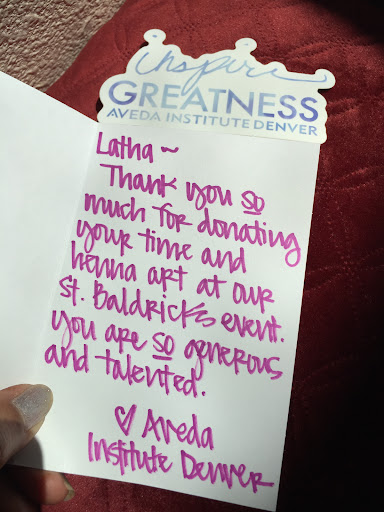 inspire
GREATNESS
AVEDA INSTITUTE DENVER
Latha ~
Thank you so
much for donating
your time and
henna art at our
St. Baldricks event.
you are so generous
and talented.
♡ Aveda
Institute Denver